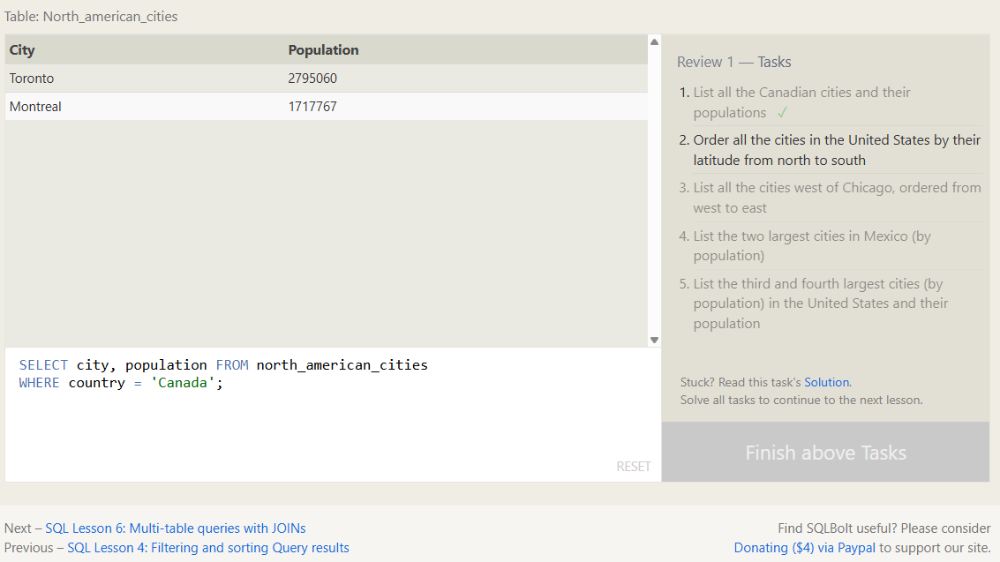 Table: North_american_cities
City Population
Toronto 2795060
Montreal 1717767
SELECT city, population FROM north_american_cities
WHERE country = 'Canada';
RESET
Review 1 — Tasks
1. List all the Canadian cities and their
populations ✓
2. Order all the cities in the United States by their
latitude from north to south
3. List all the cities west of Chicago, ordered from
west to east
4. List the two largest cities in Mexico (by
population)
5. List the third and fourth largest cities (by
population) in the United States and their
population
Stuck? Read this task's Solution.
Solve all tasks to continue to the next lesson.
Finish above Tasks
Next – SQL Lesson 6: Multi-table queries with JOINs
Previous – SQL Lesson 4: Filtering and sorting Query results
Find SQLBolt useful? Please consider
Donating ($4) via Paypal to support our site.